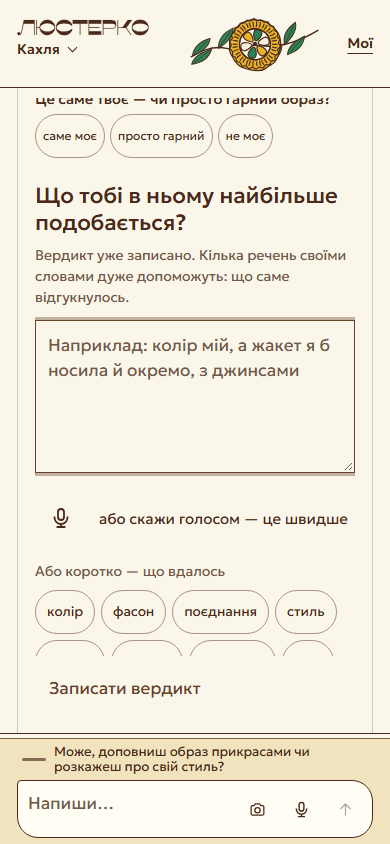 ЛЮСТЕРКО
Кахля
Мої
Це саме твоє — чи просто гарний образ?
саме моє
просто гарний
не моє
Що тобі в ньому найбільше
подобається?
Вердикт уже записано. Кілька речень своїми
словами дуже допоможуть: що саме
відгукнулось.
Наприклад: колір мій, а жакет я б
носила й окремо, з джинсами
або скажи голосом — це швидше
Або коротко — що вдалось
колір
фасон
поєднання
стиль
Записати вердикт
Може, доповниш образ прикрасами чи
розкажеш про свій стиль?
Напиши...